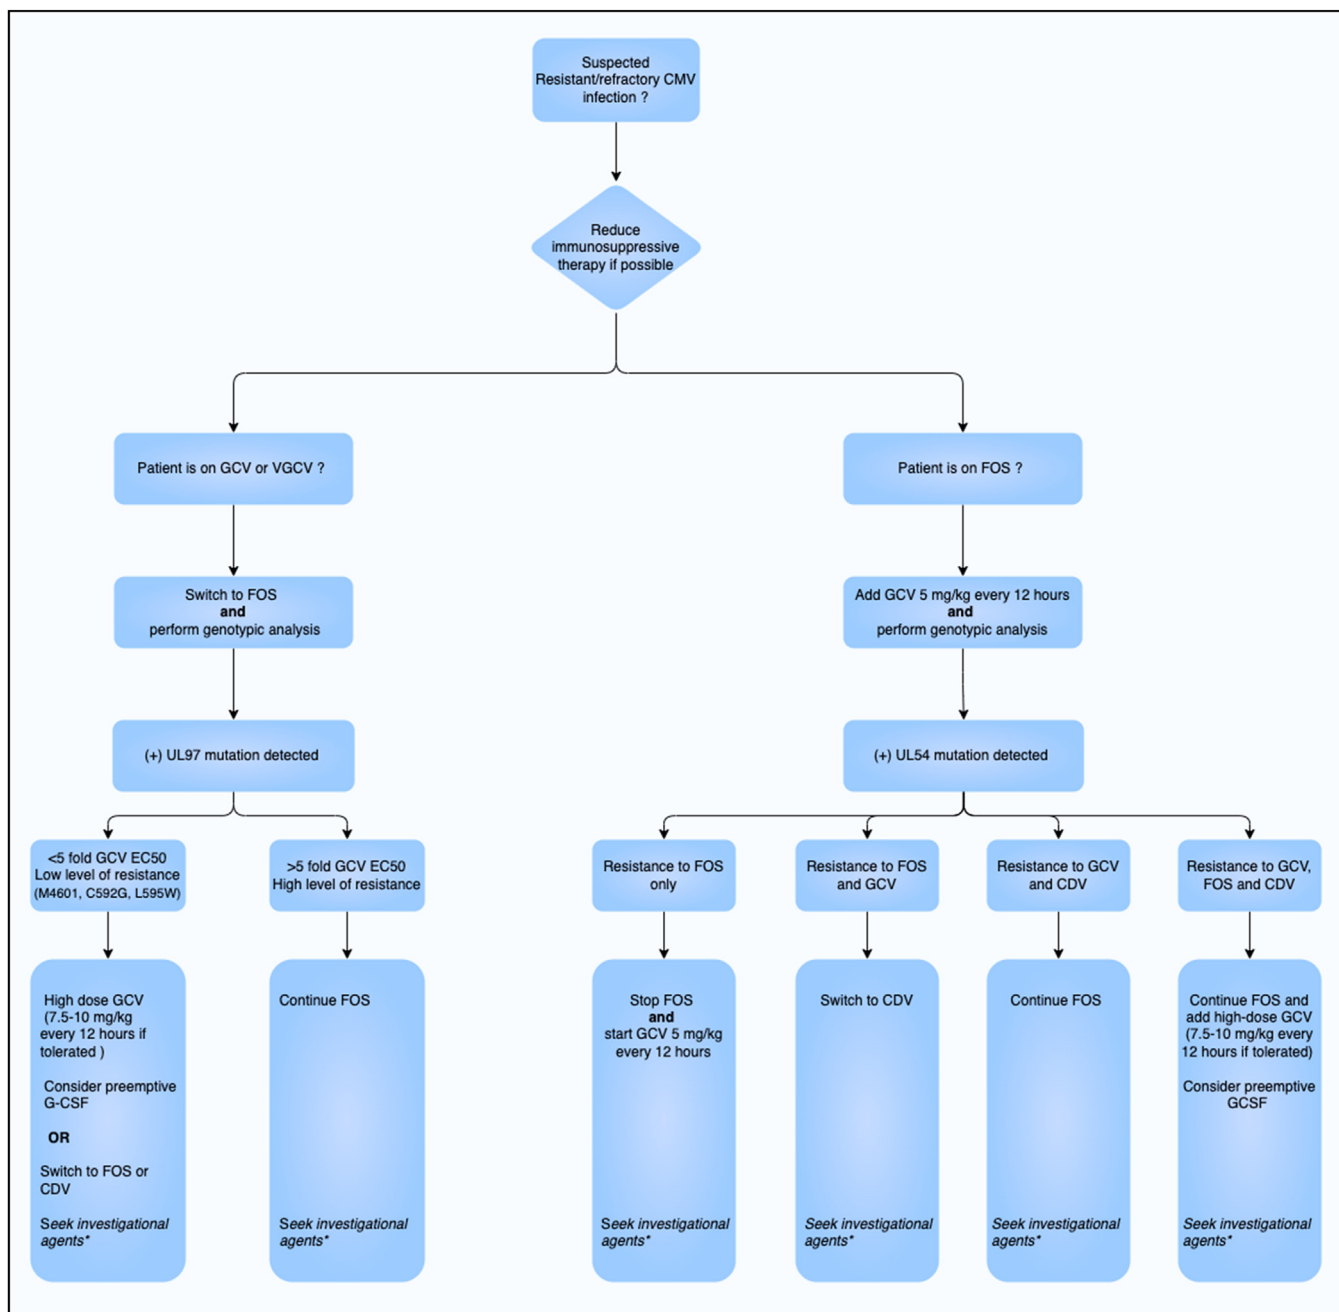 Suspected
Resistant/refractory CMV
infection ?
Reduce
immunosuppressive
therapy if possible
Patient is on GCV or VGCV ?
Patient is on FOS ?
Switch to FOS
and
perform genotypic analysis
Add GCV 5 mg/kg every 12 hours
and
perform genotypic analysis
(+) UL97 mutation detected
(+) UL54 mutation detected
<5 fold GCV EC50
Low level of resistance
(M4601, C592G, L595W)
>5 fold GCV EC50
High level of resistance
Resistance to FOS
only
Resistance to FOS
and GCV
Resistance to GCV
and CDV
Resistance to GCV,
FOS and CDV
High dose GCV
(7.5-10 mg/kg
every 12 hours if
tolerated )
Consider preemptive
G-CSF
OR
Switch to FOS or
CDV
Seek investigational
agents*
Continue FOS
Seek investigational
agents*
Stop FOS
and
start GCV 5 mg/kg
every 12 hours
Seek investigational
agents*
Switch to CDV
Seek investigational
agents*
Continue FOS
Seek investigational
agents*
Continue FOS and
add high-dose GCV
(7.5-10 mg/kg every
12 hours if tolerated)
Consider preemptive
GCSF
Seek investigational
agents*